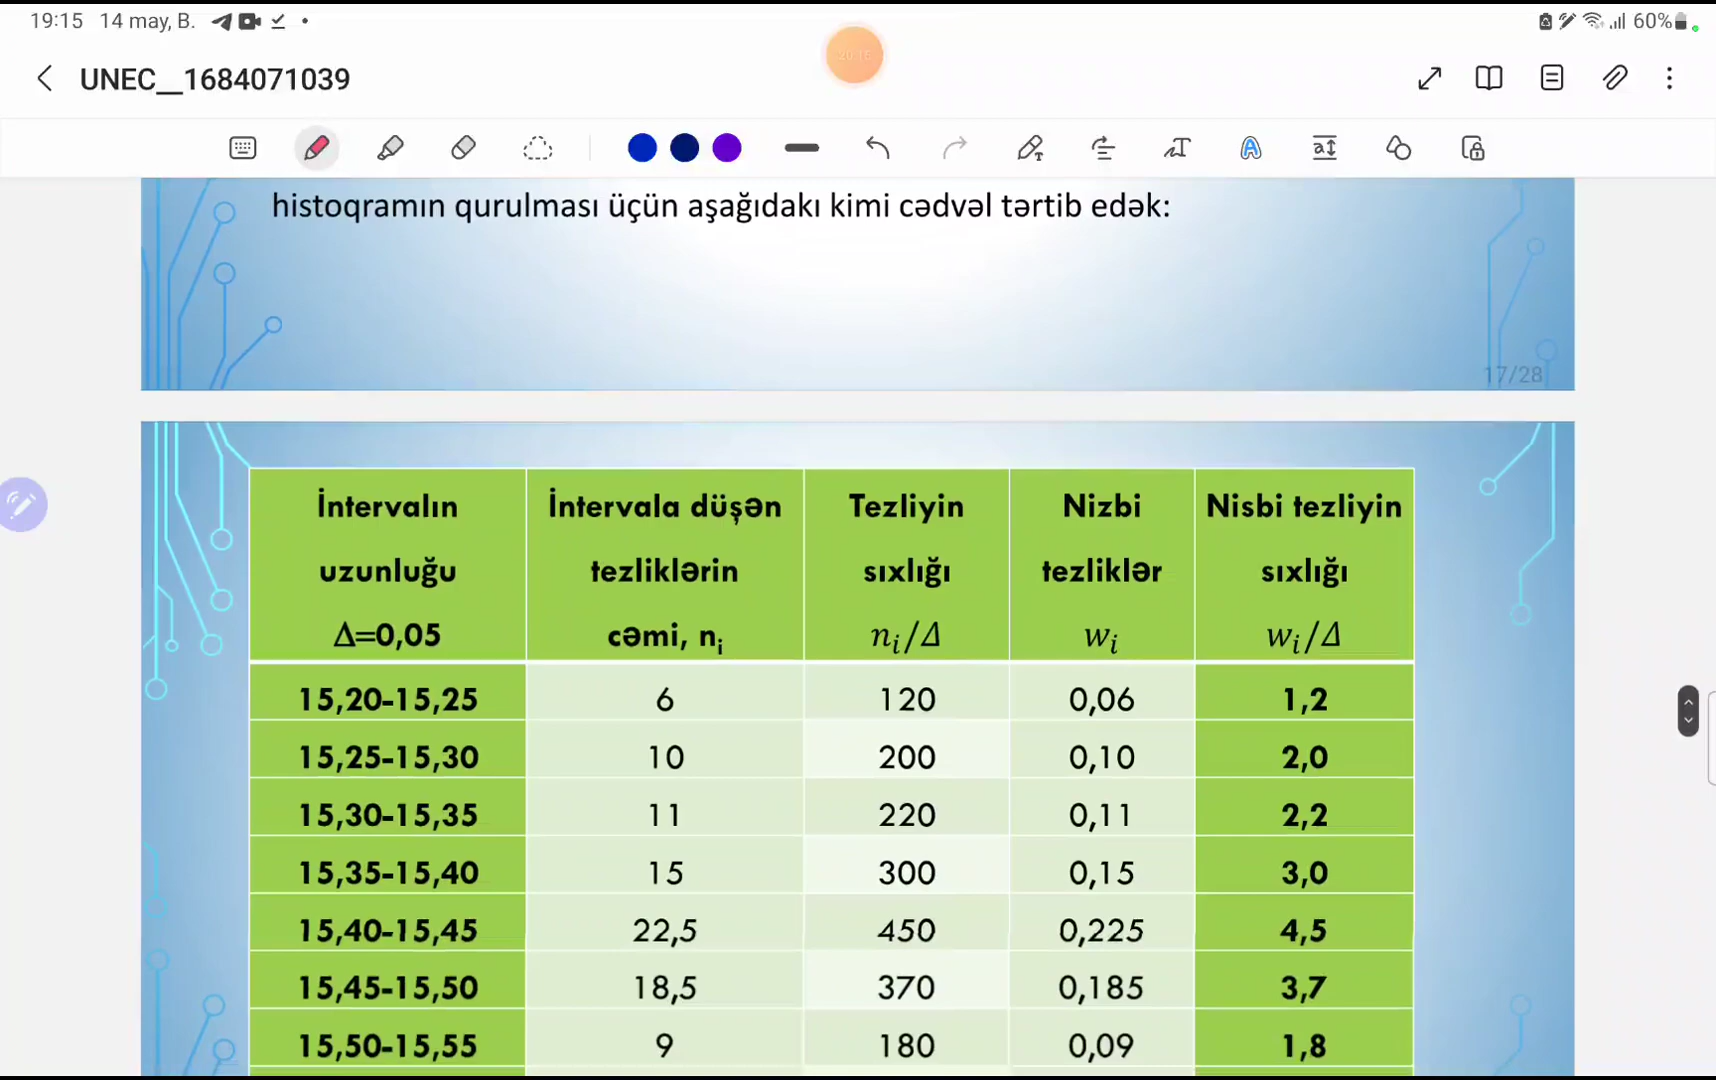 19:15 14 may, B.
60%
UNEC__1684071039
histoqramın qurulması üçün aşağıdakı kimi cədvəl tərtib edək:
17/28
İntervalın uzunluğu Δ=0,05 | İntervala düşən tezliklərin cəmi, nᵢ | Tezliyin sıxlığı nᵢ/Δ | Nizbi tezliklər wᵢ | Nisbi tezliyin sıxlığı wᵢ/Δ
15,20-15,25 6 120 0,06 1,2
15,25-15,30 10 200 0,10 2,0
15,30-15,35 11 220 0,11 2,2
15,35-15,40 15 300 0,15 3,0
15,40-15,45 22,5 450 0,225 4,5
15,45-15,50 18,5 370 0,185 3,7
15,50-15,55 9 180 0,09 1,8